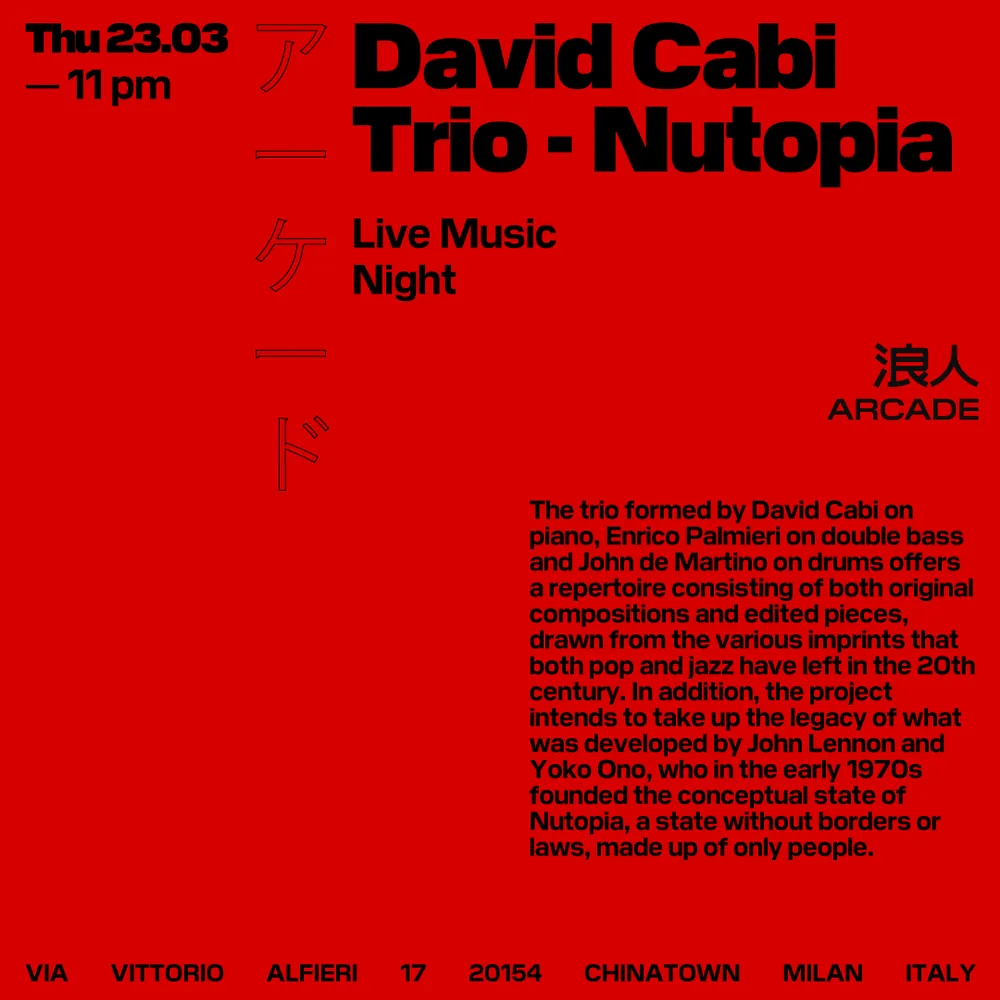 Thu 23.03
— 11 pm
アーケード
David Cabi
Trio - Nutopia
Live Music
Night
浪人
ARCADE
The trio formed by David Cabi on
piano, Enrico Palmieri on double bass
and John de Martino on drums offers
a repertoire consisting of both original
compositions and edited pieces,
drawn from the various imprints that
both pop and jazz have left in the 20th
century. In addition, the project
intends to take up the legacy of what
was developed by John Lennon and
Yoko Ono, who in the early 1970s
founded the conceptual state of
Nutopia, a state without borders or
laws, made up of only people.
VIA VITTORIO ALFIERI 17 20154 CHINATOWN MILAN ITALY